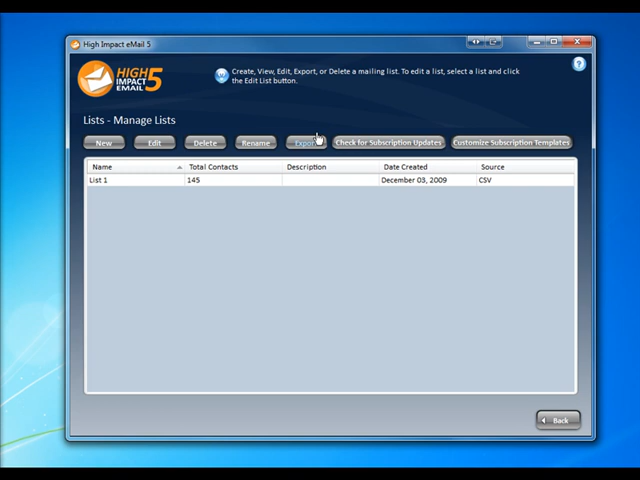 High Impact eMail 5
HIGH
IMPACT
EMAIL 5
Create, View, Edit, Export, or Delete a mailing list. To edit a list, select a list and click
the Edit List button.
?
Lists - Manage Lists
New Edit Delete Rename Export Check for Subscription Updates Customize Subscription Templates
Name Total Contacts Description Date Created Source
List 1 145 December 03, 2009 CSV
Back